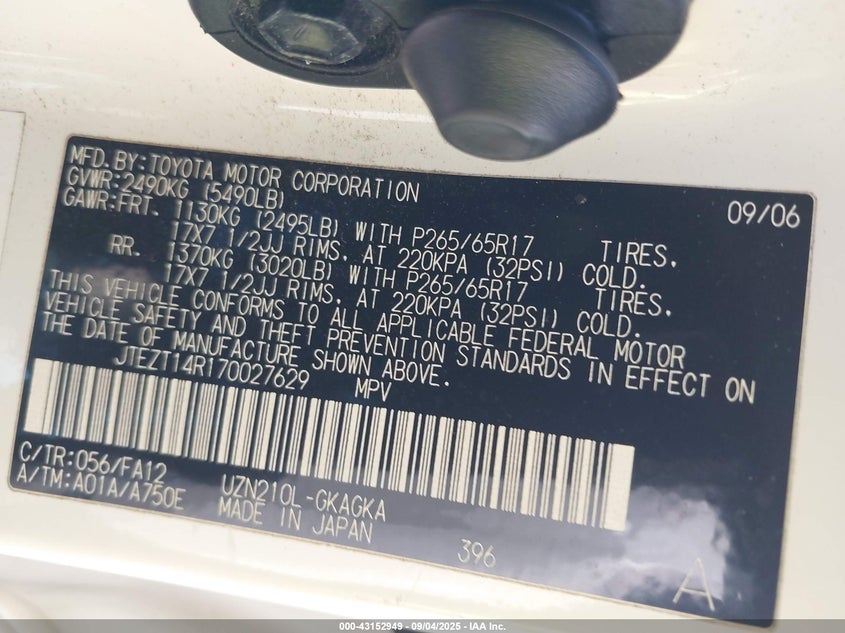 MFD. BY: TOYOTA MOTOR CORPORATION 09/06
GVWR: 2490KG (5490LB)
GAWR: FRT. 1130KG (2495LB) WITH P265/65R17 TIRES,
17X7 1/2JJ RIMS, AT 220KPA (32PSI) COLD.
RR. 1370KG (3020LB) WITH P265/65R17 TIRES,
17X7 1/2JJ RIMS, AT 220KPA (32PSI) COLD.
THIS VEHICLE CONFORMS TO ALL APPLICABLE FEDERAL MOTOR
VEHICLE SAFETY AND THEFT PREVENTION STANDARDS IN EFFECT ON
THE DATE OF MANUFACTURE SHOWN ABOVE.
JTEZT14R170027629 MPV
C/TR: 056/FA12 UZN210L-GKAGKA
A/TM: A01A/A750E MADE IN JAPAN 396
A
000-43152949 - 09/04/2025 - IAA Inc.